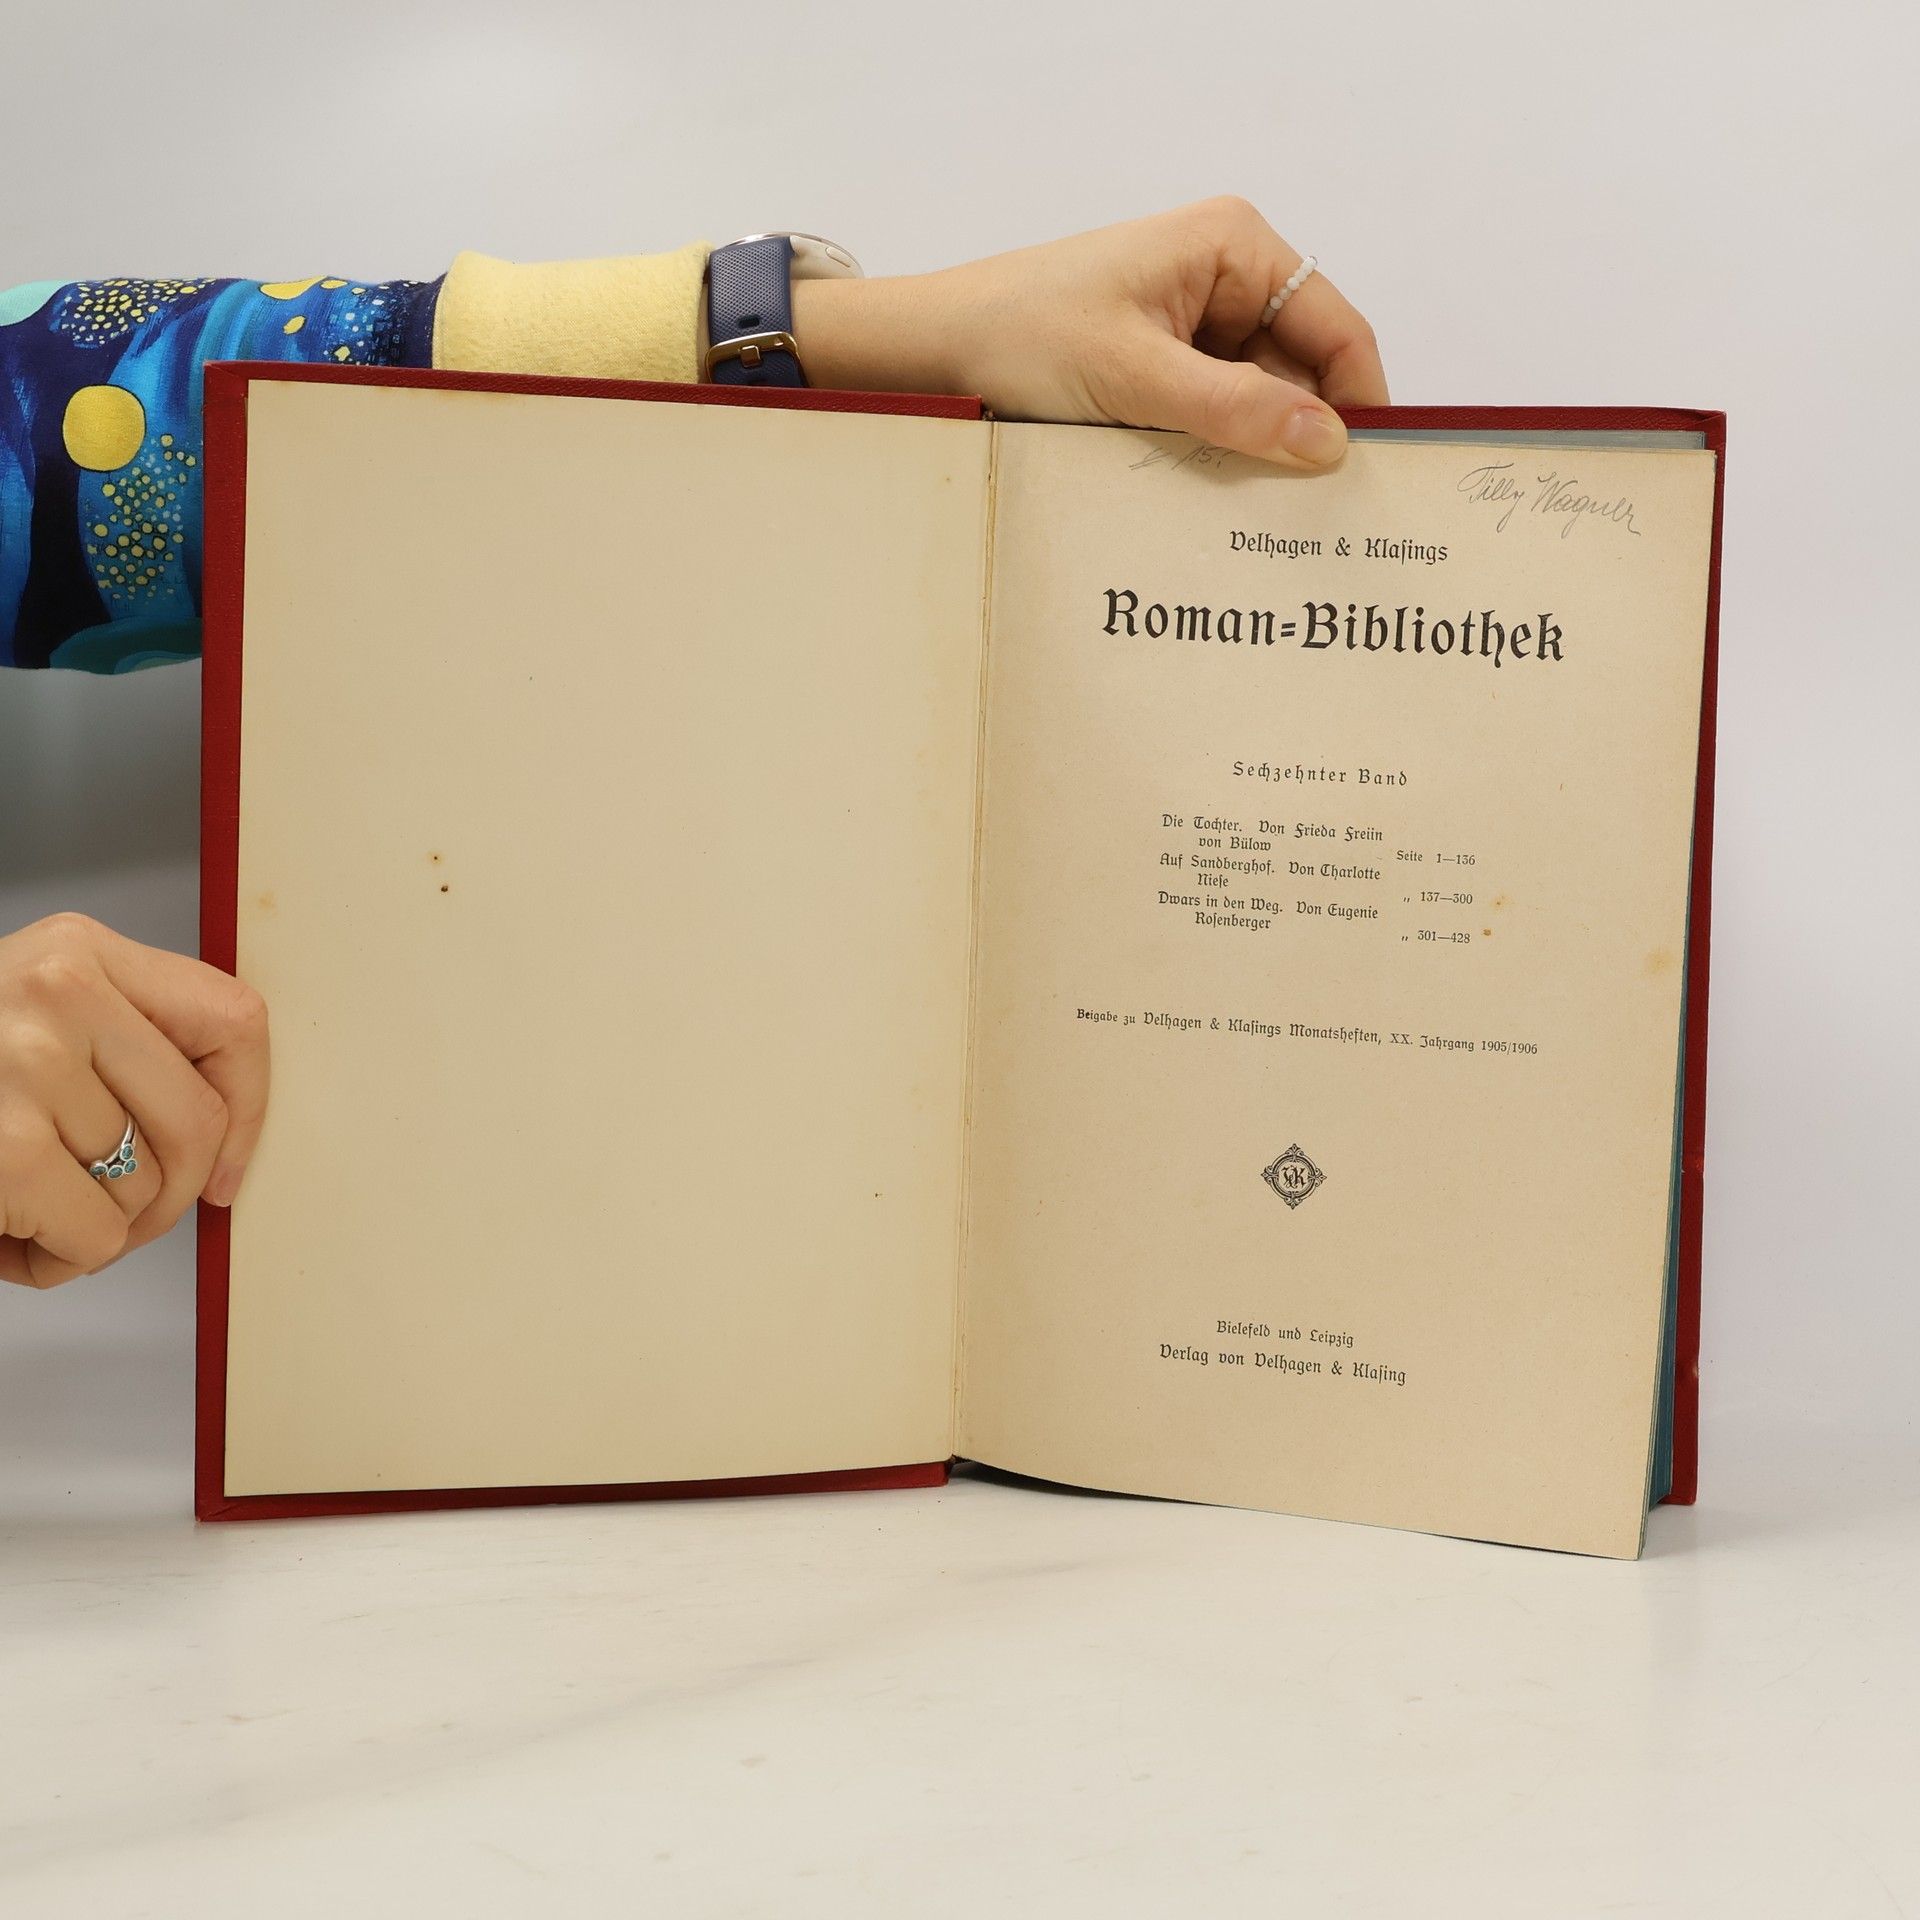 15.
Tilly Wagner
Velhagen & Klaſings
Roman=Bibliothek
Sechzehnter Band
Die Tochter. Von Frieda Freiin
von Bülow
Seite 1—136
Auf Sandberghof. Von Charlotte
Nieſe
„ 137—300
Dwars in den Weg. Von Eugenie
Roſenberger
„ 301—428
Beigabe zu Velhagen & Klaſings Monatsheften, XX. Jahrgang 1905/1906
V&K
Bielefeld und Leipzig
Verlag von Velhagen & Klaſing